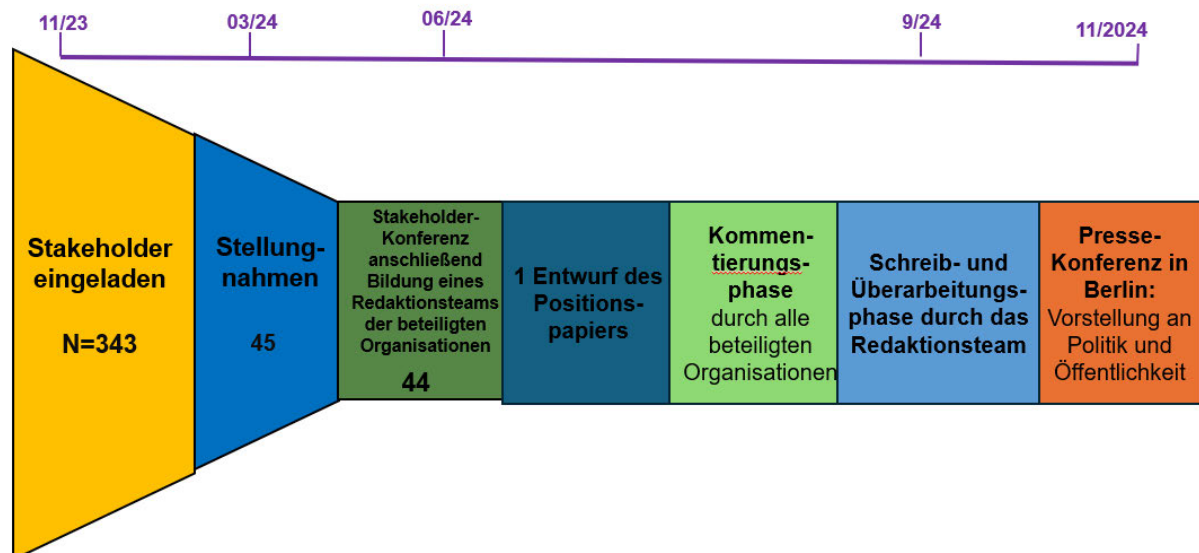 11/23
03/24
06/24
9/24
11/2024
Stakeholder
eingeladen
N=343
Stellung-
nahmen
45
Stakeholder-
Konferenz
anschließend
Bildung eines
Redaktionsteams
der beteiligten
Organisationen
44
1 Entwurf des
Positions-
papiers
Kommen-
tierungs-
phase
durch alle
beteiligten
Organisationen
Schreib- und
Überarbeitungs-
phase durch das
Redaktionsteam
Presse-
Konferenz in
Berlin:
Vorstellung an
Politik und
Öffentlichkeit